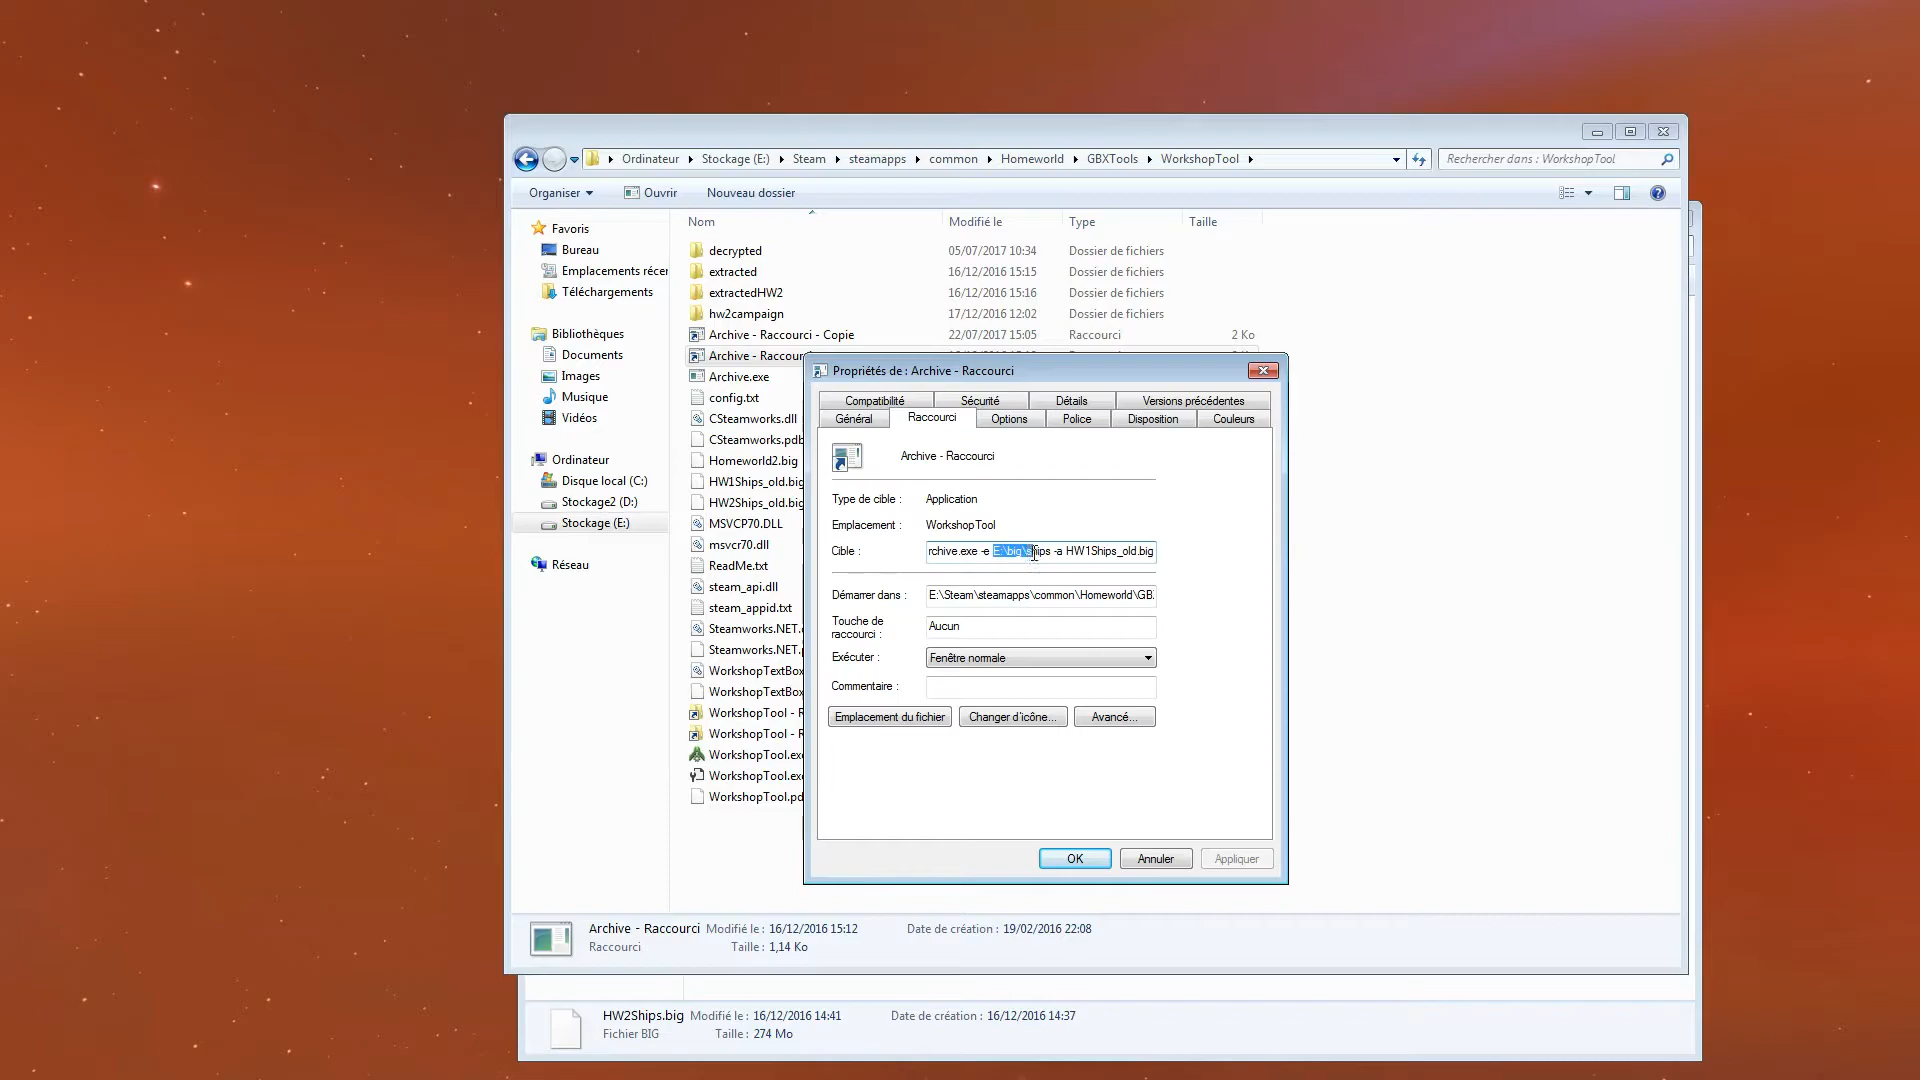 Ordinateur Stockage (E:) Steam steamapps common Homeworld GBXTools WorkshopTool
Rechercher dans : WorkshopTool
Organiser Ouvrir Nouveau dossier
Nom Modifié le Type Taille
Favoris
Bureau
Emplacements récer
Téléchargements
Bibliothèques
Documents
Images
Musique
Vidéos
Ordinateur
Disque local (C:)
Stockage2 (D:)
Stockage (E:)
Réseau
decrypted 05/07/2017 10:34 Dossier de fichiers
extracted 16/12/2016 15:15 Dossier de fichiers
extractedHW2 16/12/2016 15:16 Dossier de fichiers
hw2campaign 17/12/2016 12:02 Dossier de fichiers
Archive - Raccourci - Copie 22/07/2017 15:05 Raccourci 2 Ko
Archive - Raccour
Archive.exe
config.txt
CSteamworks.dll
CSteamworks.pdb
Homeworld2.big
HW1Ships_old.big
HW2Ships_old.big
MSVCP70.DLL
msvcr70.dll
ReadMe.txt
steam_api.dll
steam_appid.txt
Steamworks.NET.
Steamworks.NET.
WorkshopTextBox
WorkshopTextBox
WorkshopTool - R
WorkshopTool - R
WorkshopTool.exe
WorkshopTool.exe
WorkshopTool.pd
Propriétés de : Archive - Raccourci
Compatibilité Sécurité Détails Versions précédentes
Général Raccourci Options Police Disposition Couleurs
Archive - Raccourci
Type de cible : Application
Emplacement : WorkshopTool
Cible : rchive.exe -e E:\big\ships -a HW1Ships_old.big
Démarrer dans : E:\Steam\steamapps\common\Homeworld\GB
Touche de
raccourci : Aucun
Exécuter : Fenêtre normale
Commentaire :
Emplacement du fichier Changer d'icône... Avancé...
OK Annuler Appliquer
Archive - Raccourci Modifié le : 16/12/2016 15:12 Date de création : 19/02/2016 22:08
Raccourci Taille : 1,14 Ko
HW2Ships.big Modifié le : 16/12/2016 14:41 Date de création : 16/12/2016 14:37
Fichier BIG Taille : 274 Mo